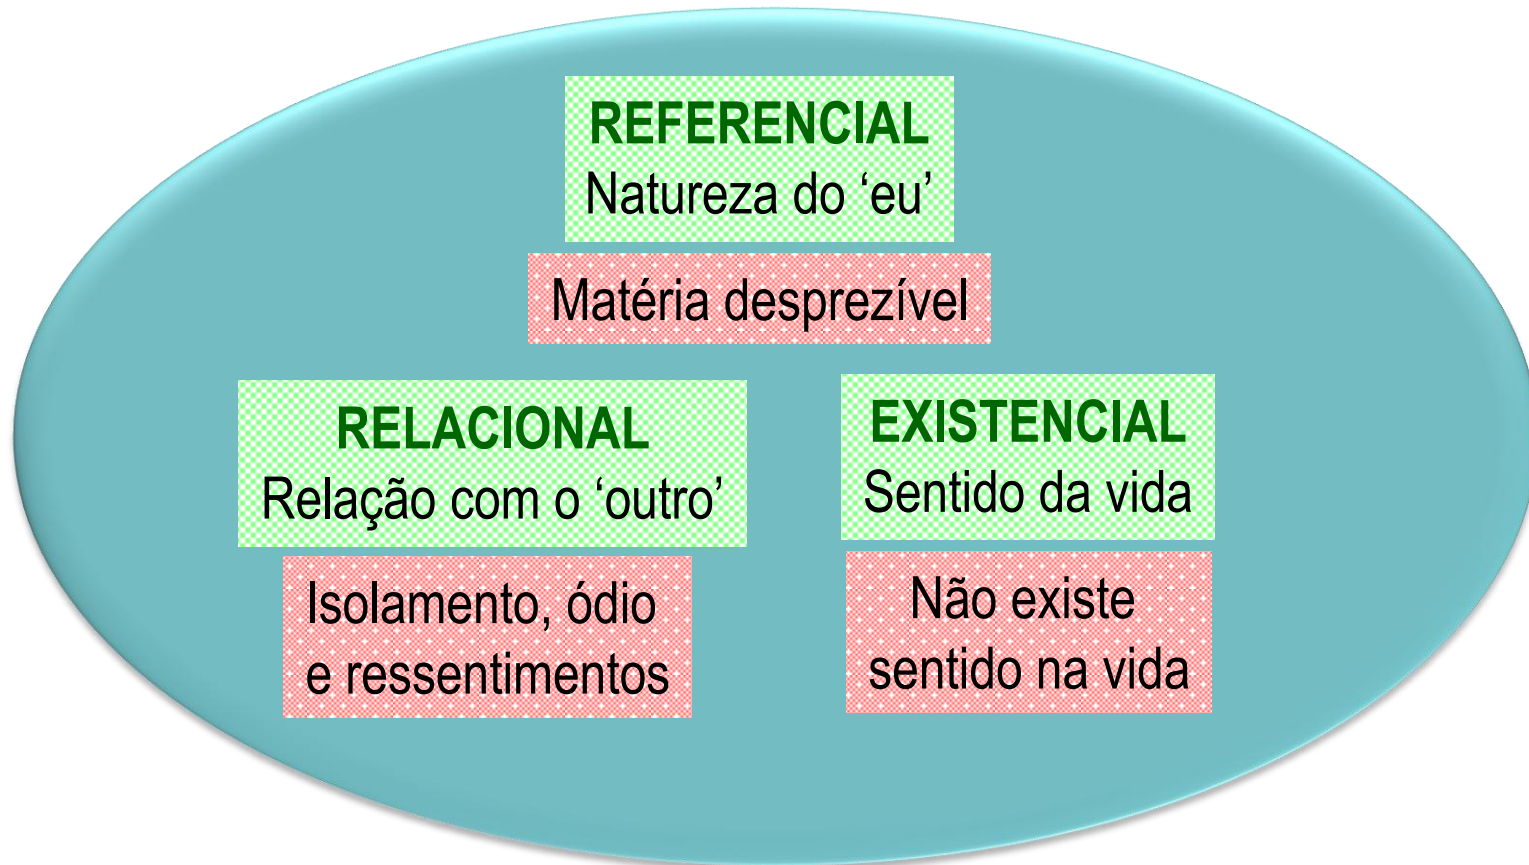 REFERENCIAL
Natureza do ‘eu’
Matéria desprezível
RELACIONAL
Relação com o ‘outro’
Isolamento, ódio
e ressentimentos
EXISTENCIAL
Sentido da vida
Não existe
sentido na vida